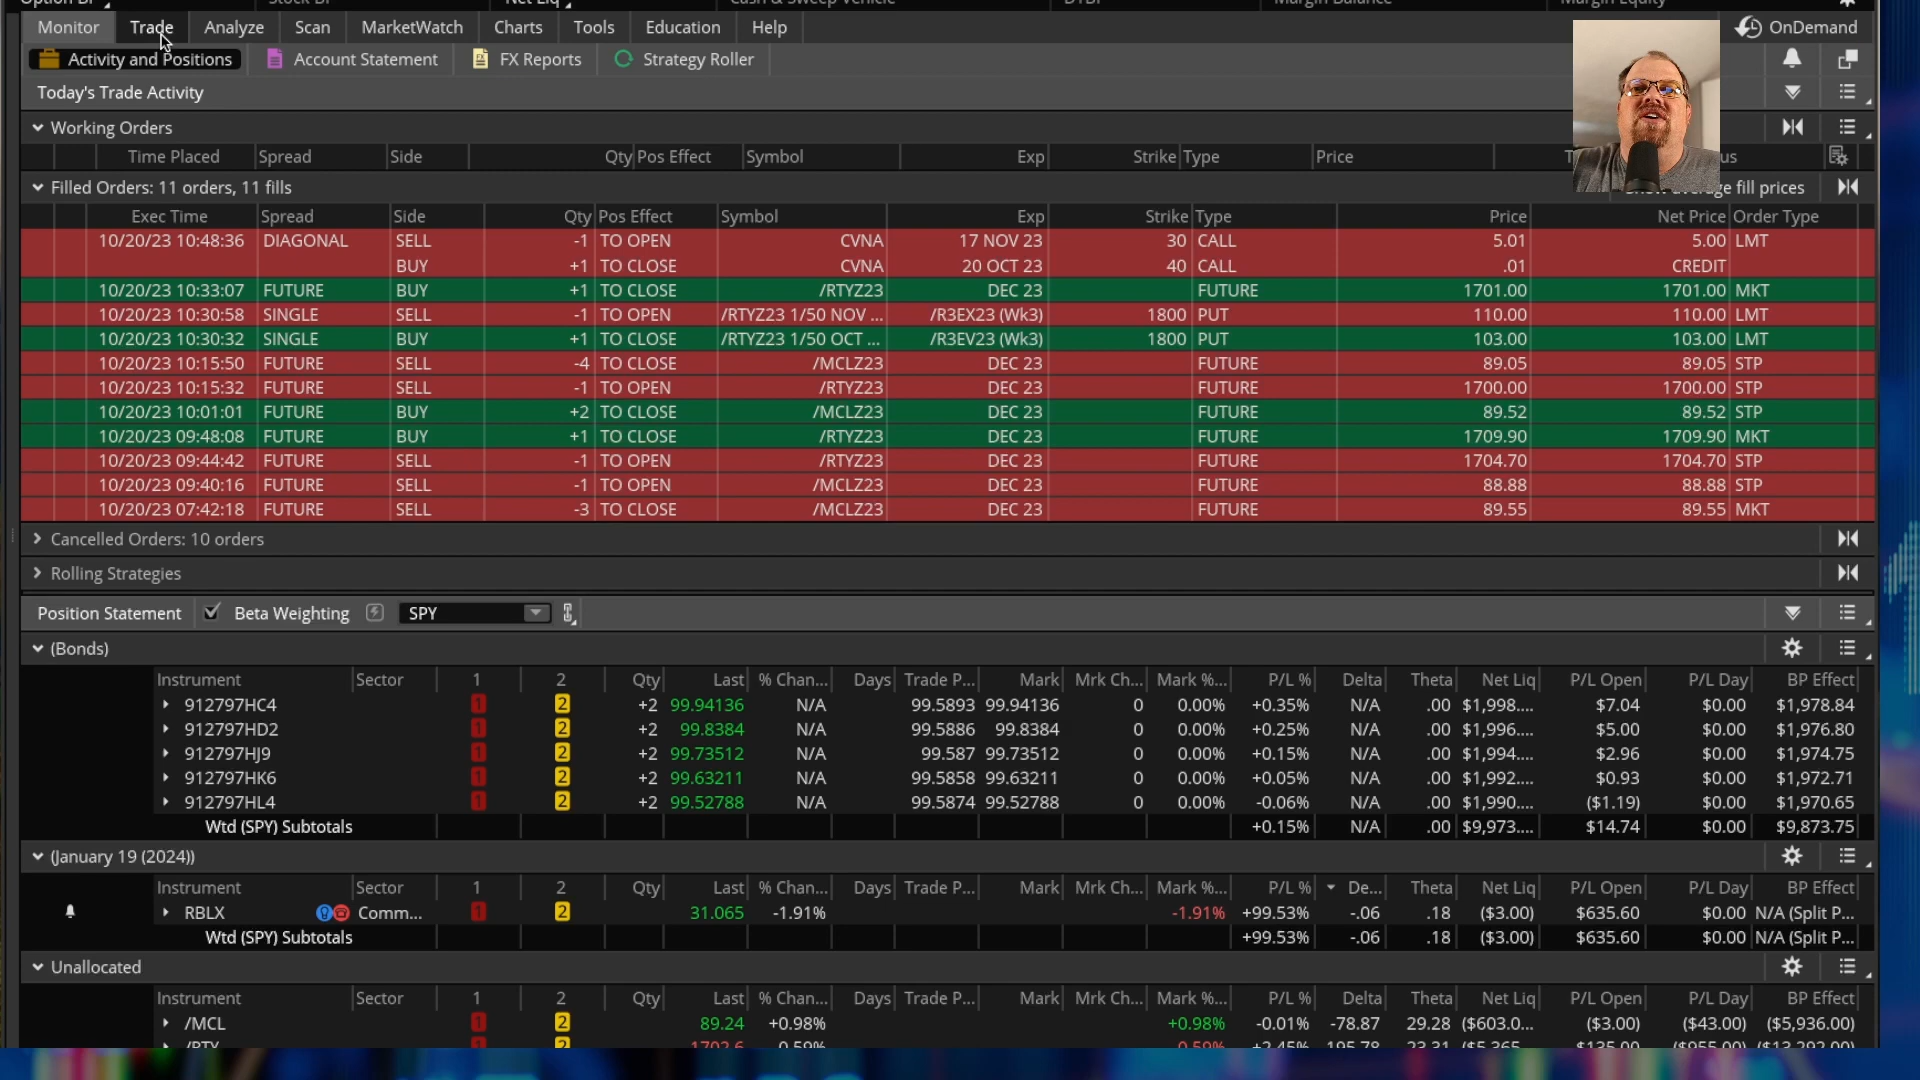 Monitor Trade Analyze Scan MarketWatch Charts Tools Education Help OnDemand
Activity and Positions Account Statement FX Reports Strategy Roller
Today's Trade Activity
Working Orders
Time Placed Spread Side Qty Pos Effect Symbol Exp Strike Type Price
Filled Orders: 11 orders, 11 fills fill prices
Exec Time Spread Side Qty Pos Effect Symbol Exp Strike Type Price Net Price Order Type
10/20/23 10:48:36 DIAGONAL SELL -1 TO OPEN CVNA 17 NOV 23 30 CALL 5.01 5.00 LMT
BUY +1 TO CLOSE CVNA 20 OCT 23 40 CALL .01 CREDIT
10/20/23 10:33:07 FUTURE BUY +1 TO CLOSE /RTYZ23 DEC 23 FUTURE 1701.00 1701.00 MKT
10/20/23 10:30:58 SINGLE SELL -1 TO OPEN /RTYZ23 1/50 NOV ... /R3EX23 (Wk3) 1800 PUT 110.00 110.00 LMT
10/20/23 10:30:32 SINGLE BUY +1 TO CLOSE /RTYZ23 1/50 OCT ... /R3EV23 (Wk3) 1800 PUT 103.00 103.00 LMT
10/20/23 10:15:50 FUTURE SELL -4 TO CLOSE /MCLZ23 DEC 23 FUTURE 89.05 89.05 STP
10/20/23 10:15:32 FUTURE SELL -1 TO OPEN /RTYZ23 DEC 23 FUTURE 1700.00 1700.00 STP
10/20/23 10:01:01 FUTURE BUY +2 TO CLOSE /MCLZ23 DEC 23 FUTURE 89.52 89.52 STP
10/20/23 09:48:08 FUTURE BUY +1 TO CLOSE /RTYZ23 DEC 23 FUTURE 1709.90 1709.90 MKT
10/20/23 09:44:42 FUTURE SELL -1 TO OPEN /RTYZ23 DEC 23 FUTURE 1704.70 1704.70 STP
10/20/23 09:40:16 FUTURE SELL -1 TO OPEN /MCLZ23 DEC 23 FUTURE 88.88 88.88 STP
10/20/23 07:42:18 FUTURE SELL -3 TO CLOSE /MCLZ23 DEC 23 FUTURE 89.55 89.55 MKT
Cancelled Orders: 10 orders
Rolling Strategies
Position Statement Beta Weighting SPY
(Bonds)
Instrument Sector 1 2 Qty Last % Chan... Days Trade P... Mark Mrk Ch... Mark %... P/L % Delta Theta Net Liq P/L Open P/L Day BP Effect
912797HC4 1 2 +2 99.94136 N/A 99.5893 99.94136 0 0.00% +0.35% N/A .00 $1,998.... $7.04 $0.00 $1,978.84
912797HD2 1 2 +2 99.8384 N/A 99.5886 99.8384 0 0.00% +0.25% N/A .00 $1,996.... $5.00 $0.00 $1,976.80
912797HJ9 1 2 +2 99.73512 N/A 99.587 99.73512 0 0.00% +0.15% N/A .00 $1,994.... $2.96 $0.00 $1,974.75
912797HK6 1 2 +2 99.63211 N/A 99.5858 99.63211 0 0.00% +0.05% N/A .00 $1,992.... $0.93 $0.00 $1,972.71
912797HL4 1 2 +2 99.52788 N/A 99.5874 99.52788 0 0.00% -0.06% N/A .00 $1,990.... ($1.19) $0.00 $1,970.65
Wtd (SPY) Subtotals +0.15% N/A .00 $9,973.... $14.74 $0.00 $9,873.75
(January 19 (2024))
Instrument Sector 1 2 Qty Last % Chan... Days Trade P... Mark Mrk Ch... Mark %... P/L % De... Theta Net Liq P/L Open P/L Day BP Effect
RBLX Comm... 1 2 31.065 -1.91% -1.91% +99.53% -.06 .18 ($3.00) $635.60 $0.00 N/A (Split P...
Wtd (SPY) Subtotals +99.53% -.06 .18 ($3.00) $635.60 $0.00 N/A (Split P...
Unallocated
Instrument Sector 1 2 Qty Last % Chan... Days Trade P... Mark Mrk Ch... Mark %... P/L % Delta Theta Net Liq P/L Open P/L Day BP Effect
/MCL 1 2 89.24 +0.98% +0.98% -0.01% -78.87 29.28 ($603.0... ($3.00) ($43.00) ($5,936.00)